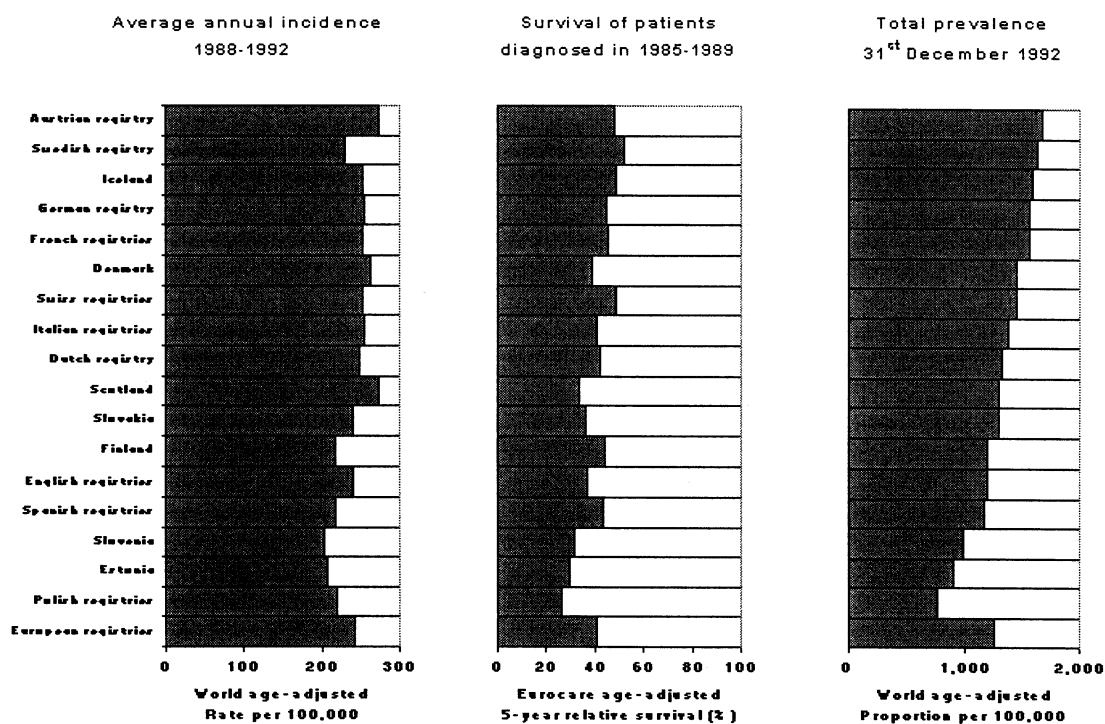 Average annual incidence
1988-1992
Survival of patients
diagnosed in 1985-1989
Total prevalence
31st December 1992
Austrian registry
Swedish registry
Iceland
German registry
French registries
Denmark
Swiss registries
Italian registries
Dutch registry
Scotland
Slovakia
Finland
English registries
Spanish registries
Slovenia
Estonia
Polish registries
European registries
0 100 200 300
0 20 40 60 80 100
0 1,000 2,000
World age-adjusted
Rate per 100,000
Eurocare age-adjusted
5-year relative survival (%)
World age-adjusted
Proportion per 100,000